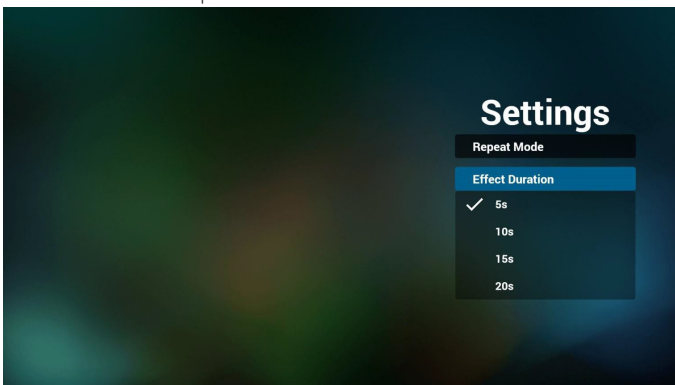 Settings
Repeat Mode
Effect Duration
5s
10s
15s
20s